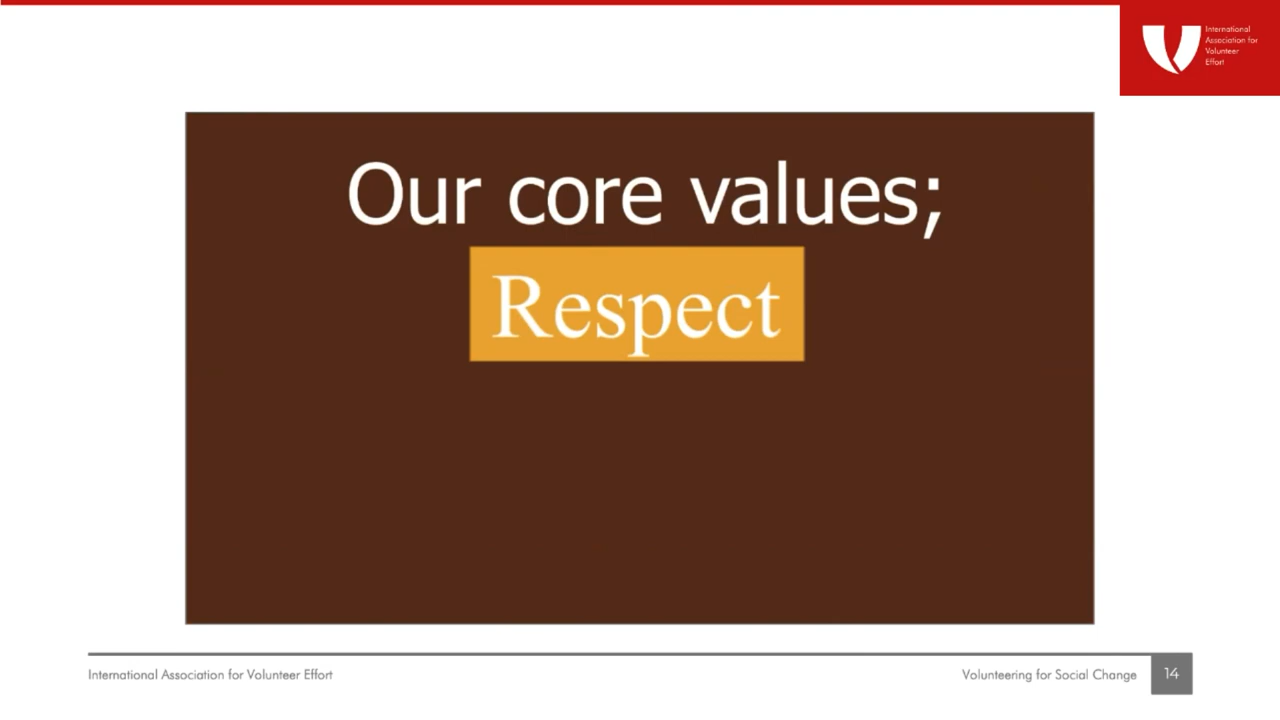 International
Association for
Volunteer
Effort
Our core values;
Respect
International Association for Volunteer Effort
Volunteering for Social Change
14